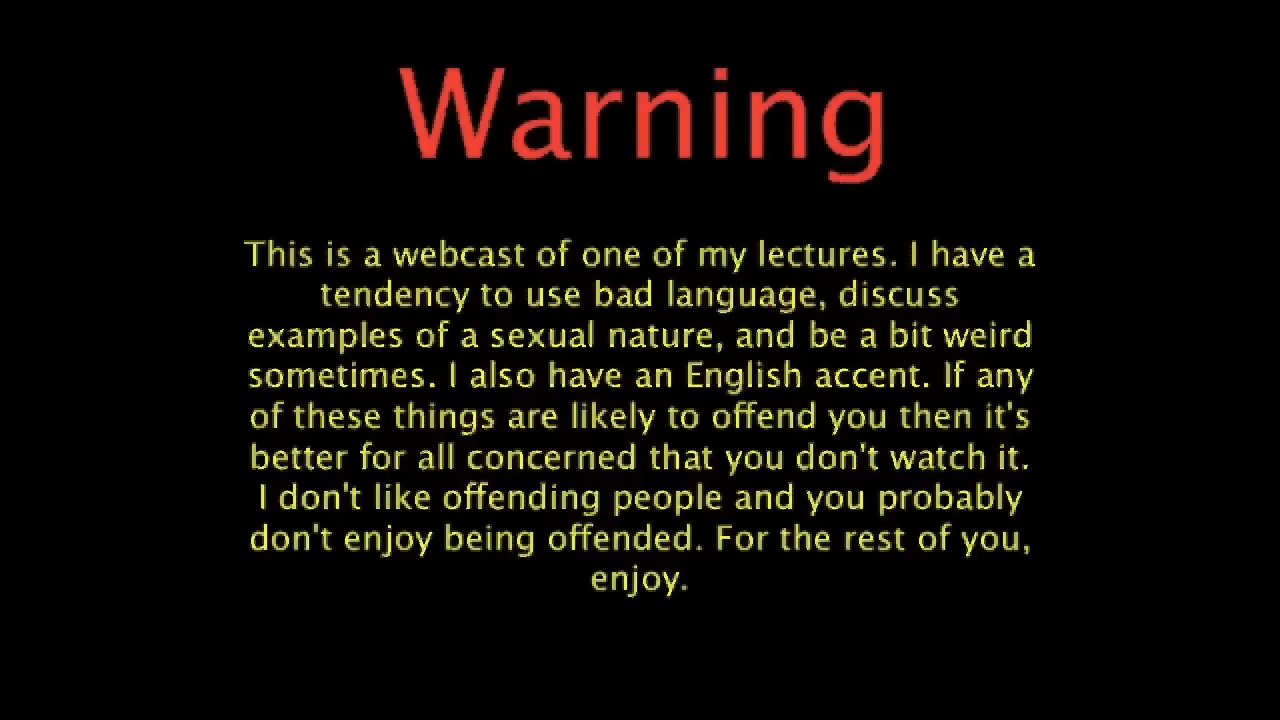 Warning
This is a webcast of one of my lectures. I have a
tendency to use bad language, discuss
examples of a sexual nature, and be a bit weird
sometimes. I also have an English accent. If any
of these things are likely to offend you then it's
better for all concerned that you don't watch it.
I don't like offending people and you probably
don't enjoy being offended. For the rest of you,
enjoy.